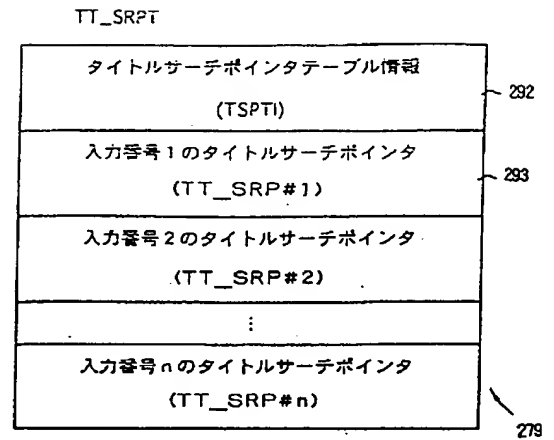 TT_SRPT
タイトルサーチポインタテーブル情報
(TSPTI)
292
入力番号1のタイトルサーチポインタ
(TT_SRP#1)
293
入力番号2のタイトルサーチポインタ
(TT_SRP#2)
⋮
入力番号nのタイトルサーチポインタ
(TT_SRP#n)
279